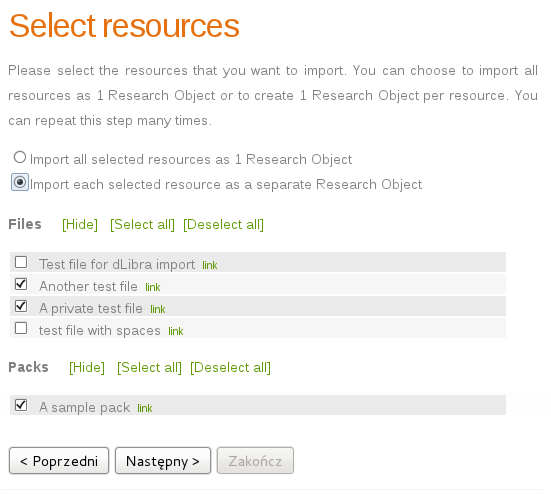 Select resources
Please select the resources that you want to import. You can choose to import all
resources as 1 Research Object or to create 1 Research Object per resource. You
can repeat this step many times.
Import all selected resources as 1 Research Object
Import each selected resource as a separate Research Object
Files [Hide] [Select all] [Deselect all]
Test file for dLibra import link
Another test file link
A private test file link
test file with spaces link
Packs [Hide] [Select all] [Deselect all]
A sample pack link
< Poprzedni Następny > Zakończ